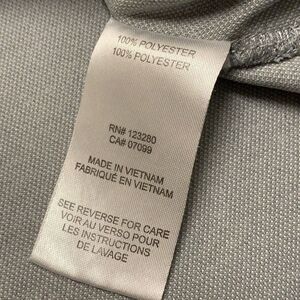 100% POLYESTER
100% POLYESTER
RN# 123280
CA# 07099
MADE IN VIETNAM
FABRIQUÉ EN VIETNAM
SEE REVERSE FOR CARE
VOIR AU VERSO POUR
LES INSTRUCTIONS
DE LAVAGE